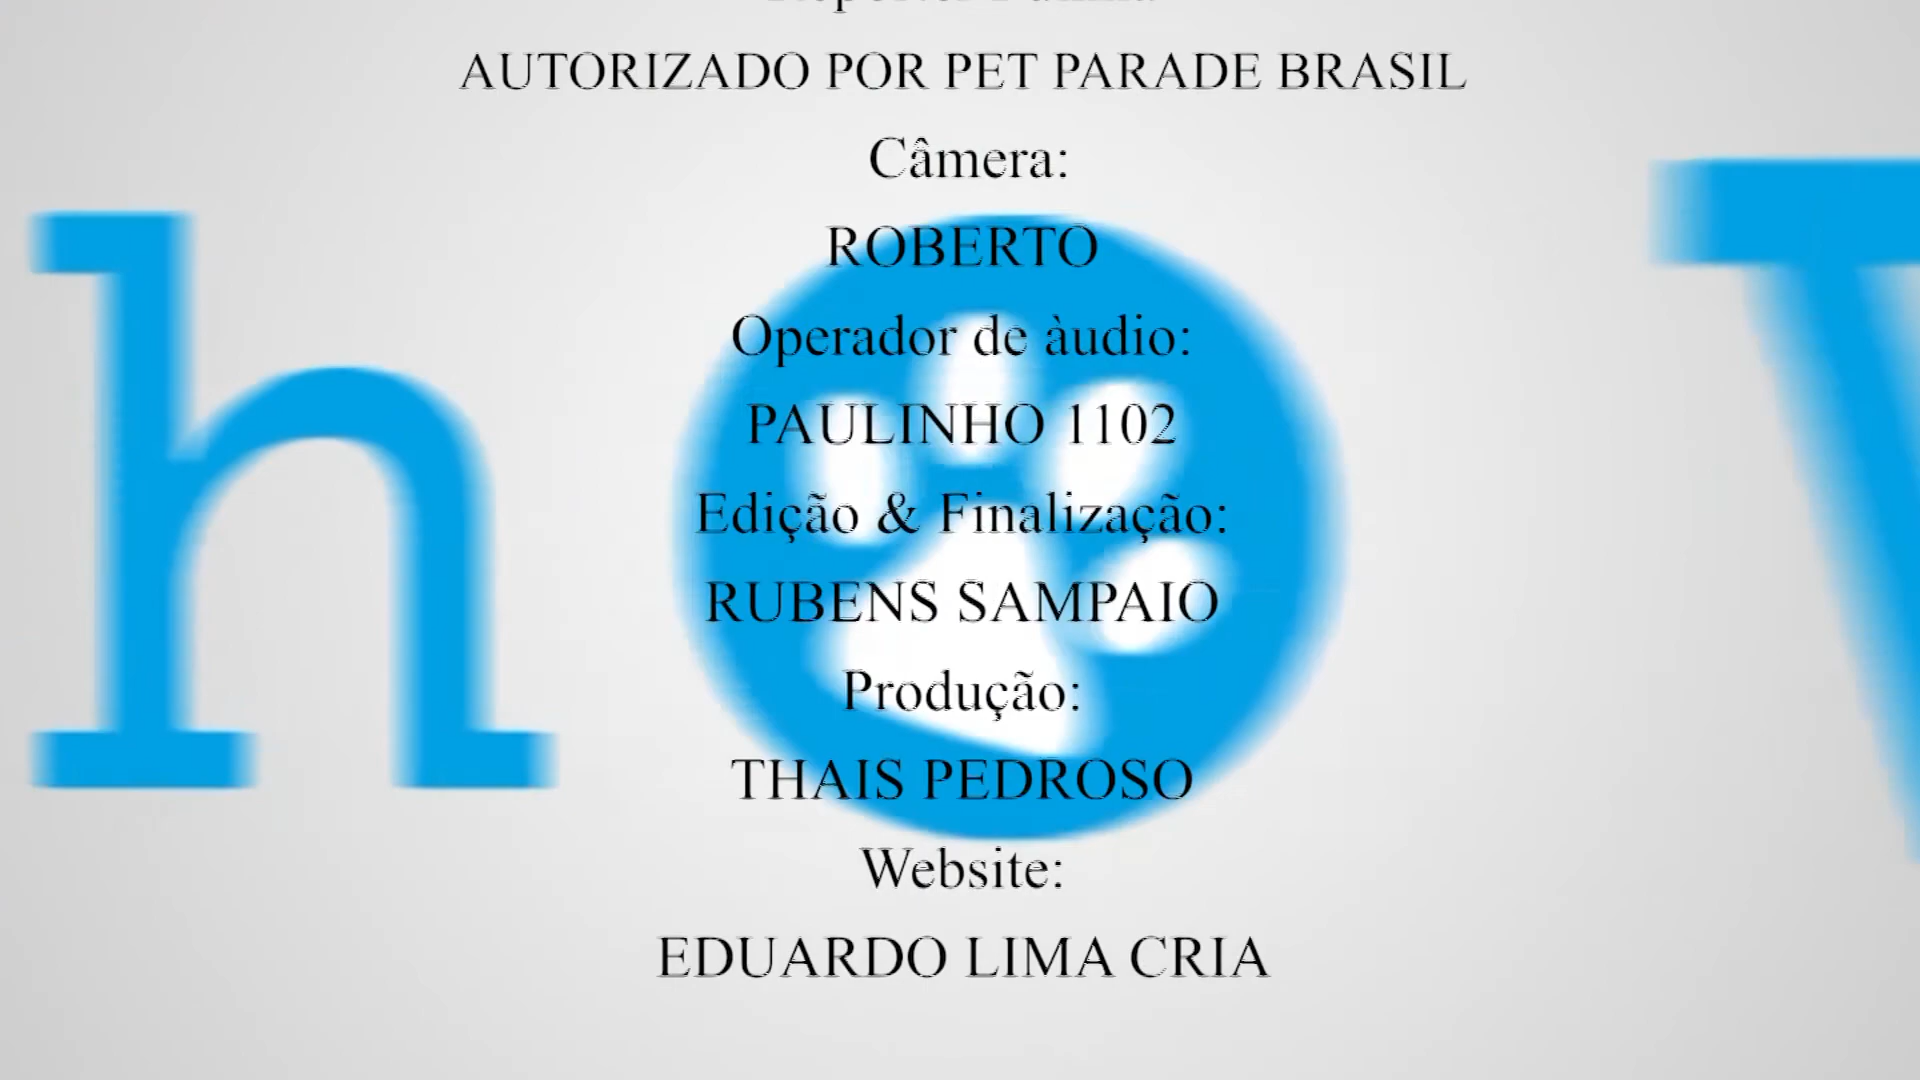 AUTORIZADO POR PET PARADE BRASIL
Câmera:
ROBERTO
Operador de àudio:
PAULINHO 1102
Edição & Finalização:
RUBENS SAMPAIO
Produção:
THAIS PEDROSO
Website:
EDUARDO LIMA CRIA
h